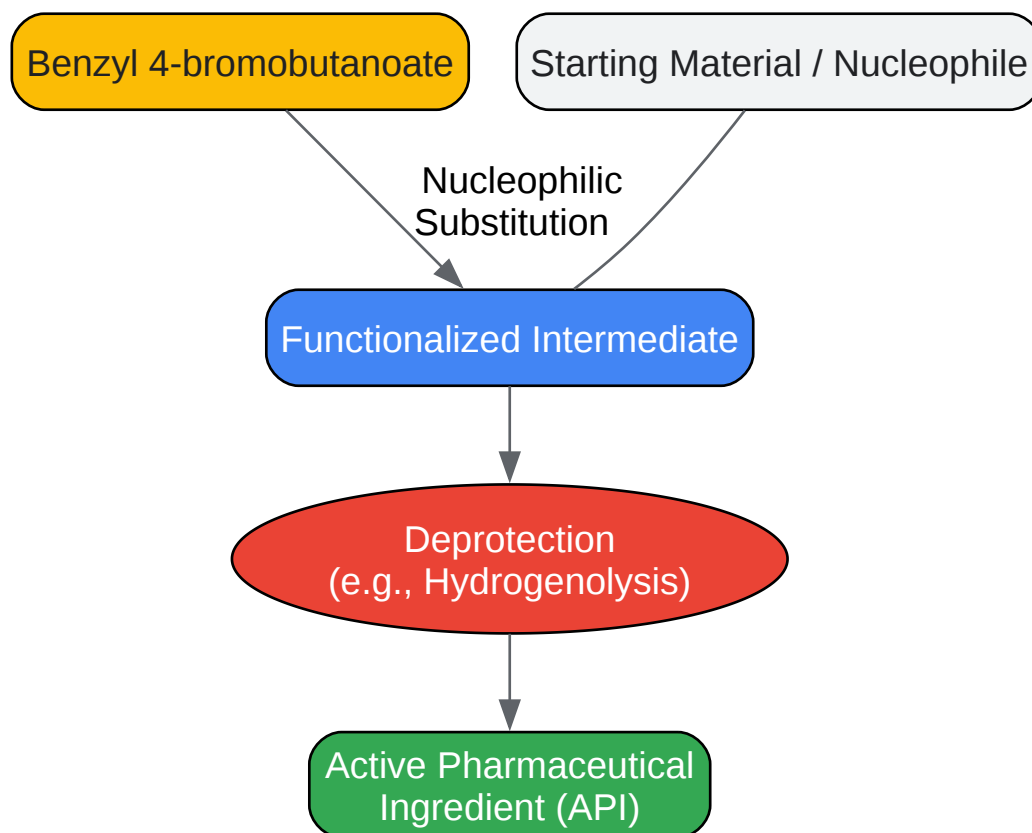 Benzyl 4-bromobutanoate
Starting Material / Nucleophile
Nucleophilic
Substitution
Functionalized Intermediate
Deprotection
(e.g., Hydrogenolysis)
Active Pharmaceutical
Ingredient (API)